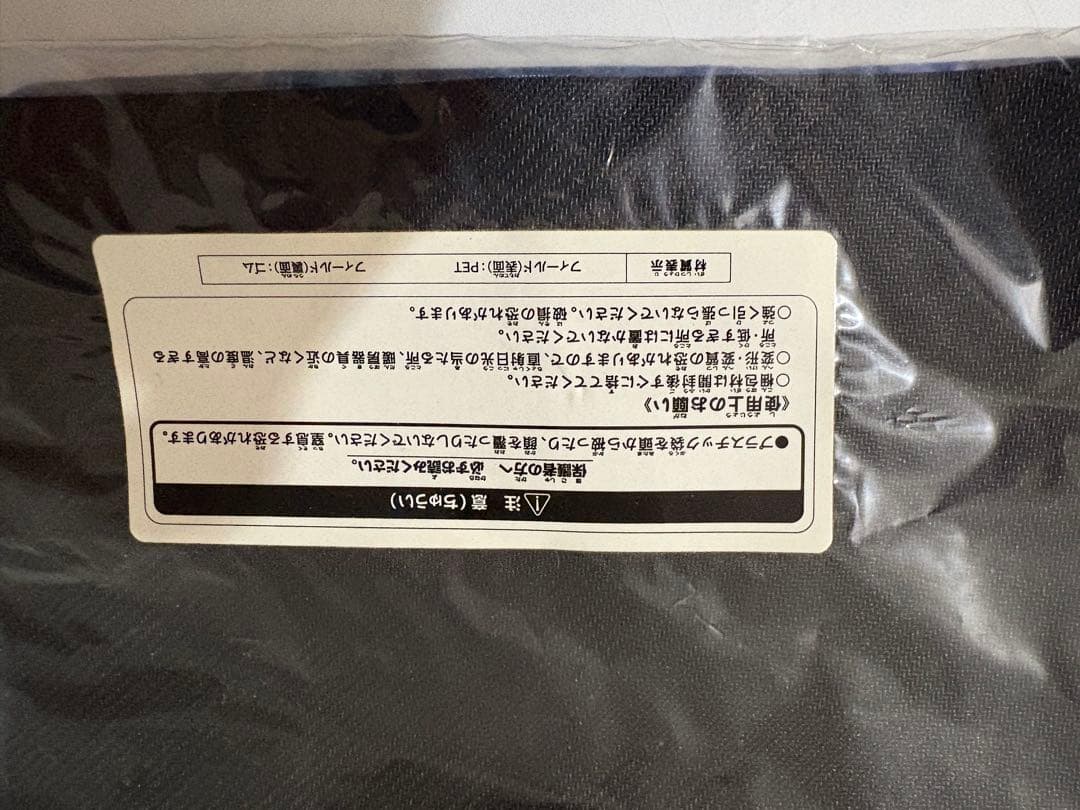 注 意(ちゅうい)
保護者の方へ 必ずお読みください。
●プラスチック袋を頭から被ったり、顔を覆ったりしないでください。窒息する恐れがあります。
《使用上のお願い》
○梱包材は開封後すぐに捨ててください。
○変形・変質の恐れがありますので、直射日光の当たる所、暖房器具の近くなど、温度の高すぎる
所・低すぎる所には置かないでください。
○強く引っ張らないでください。破損の恐れがあります。
材質表示 フィールド(表面):PET フィールド(裏面):ゴム